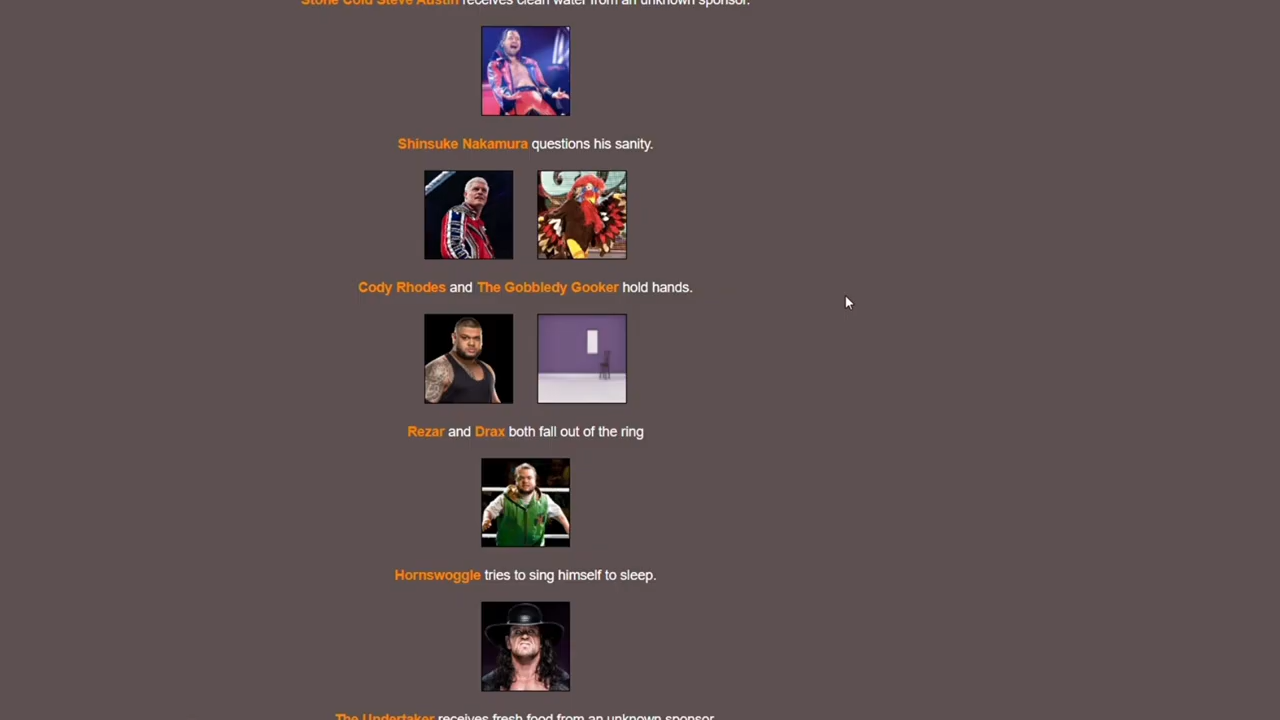 Stone Cold Steve Austin receives clean water from an unknown sponsor.
Shinsuke Nakamura questions his sanity.
Cody Rhodes and The Gobbledy Gooker hold hands.
Rezar and Drax both fall out of the ring
Hornswoggle tries to sing himself to sleep.
The Undertaker receives fresh food from an unknown sponsor.